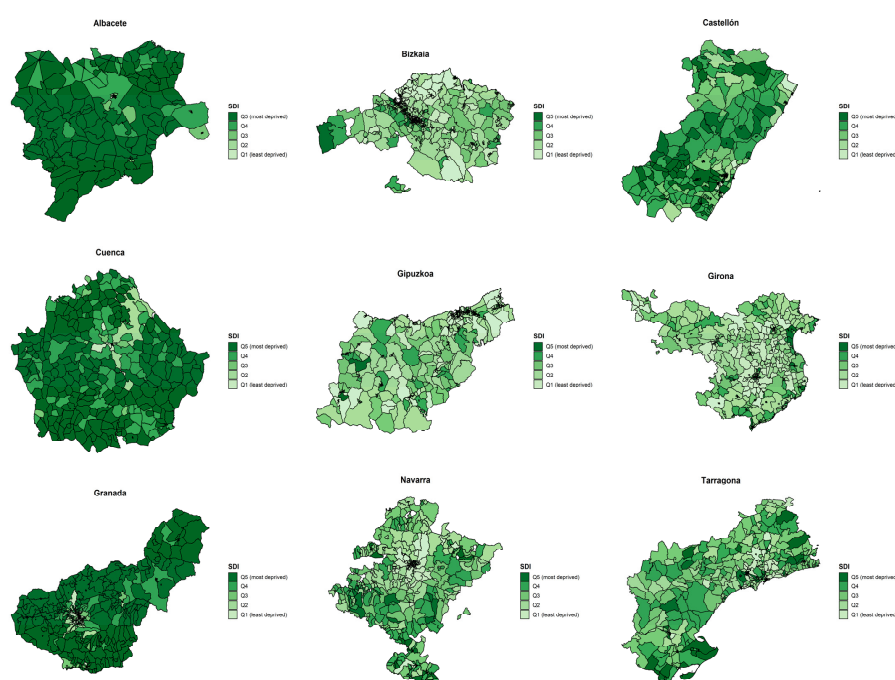 Albacete
SDI
Q5 (most deprived)
Q4
Q3
Q2
Q1 (least deprived)
Bizkaia
SDI
Q5 (most deprived)
Q4
Q3
Q2
Q1 (least deprived)
Castellón
SDI
Q5 (most deprived)
Q4
Q3
Q2
Q1 (least deprived
Cuenca
SDI
Q5 (most deprived)
Q4
Q3
Q2
Q1 (least deprived)
Gipuzkoa
SDI
Q5 (most deprived)
Q4
Q3
Q2
Q1 (least deprived)
Girona
SDI
Q5 (most deprived
Q4
Q3
Q2
Q1 (least deprived
Granada
SDI
Q5 (most deprived)
Q4
Q3
Q2
Q1 (least deprived)
Navarra
SDI
Q5 (most deprived)
Q4
Q3
Q2
Q1 (least deprived)
Tarragona
SDI
Q5 (most deprived
Q4
Q3
Q2
Q1 (least deprived